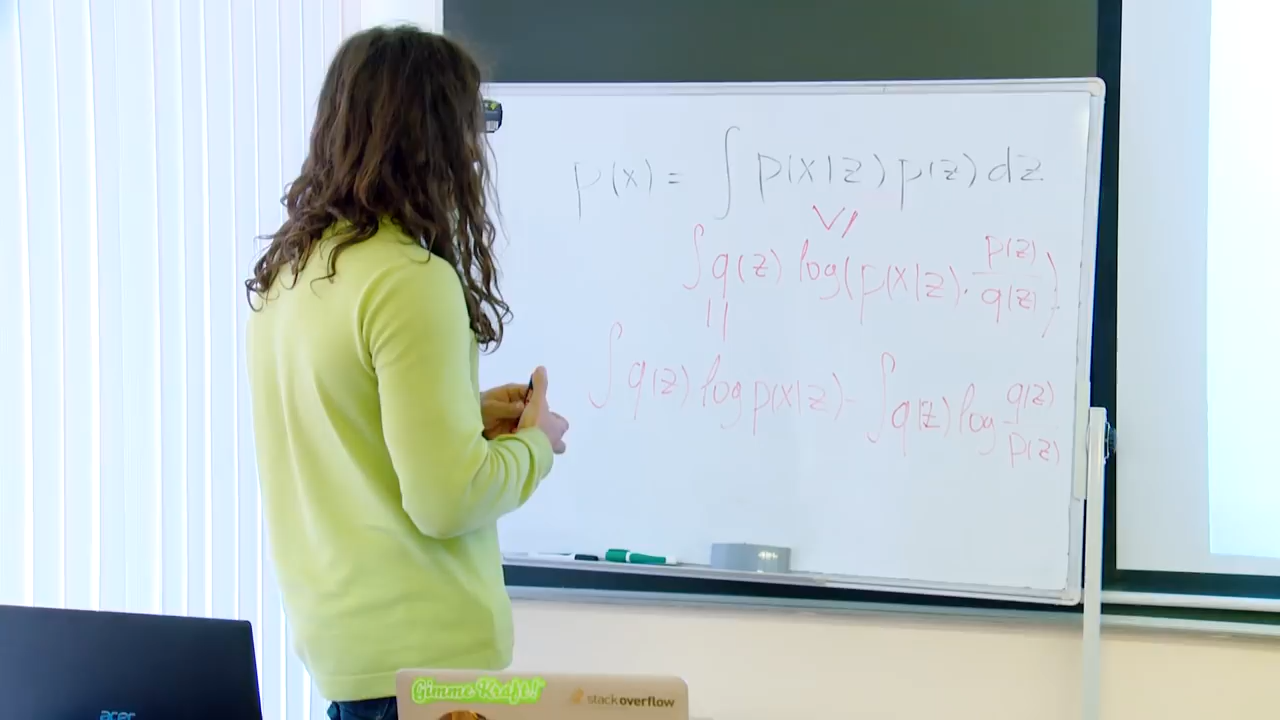 p(x) = ∫ p(x|z) p(z) dz
∨/
∫ q(z) log(p(x|z) · p(z)/q(z))
||
∫ q(z) log p(x|z) - ∫ q(z) log q(z)/p(z)
Gimme Kraft!
stackoverflow
acer